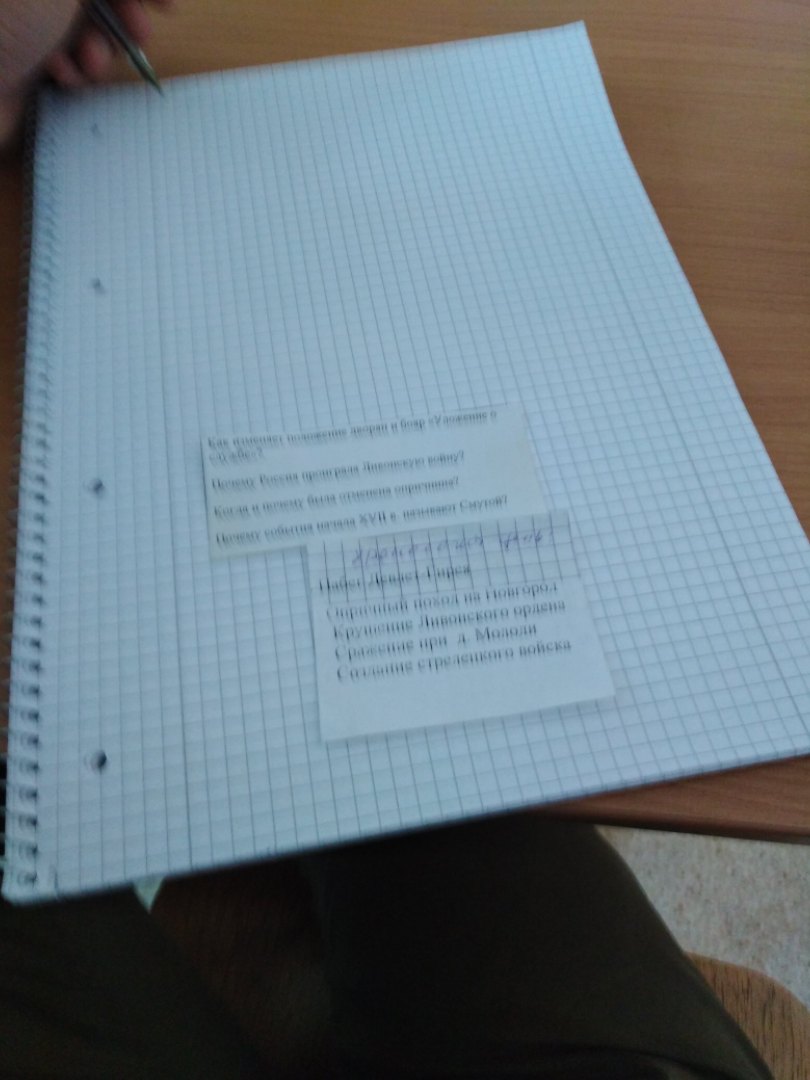 Как изменяет положение дворян и бояр «Уложение о
службе»?
Почему Россия проиграла Ливонскую войну?
Когда и почему была отменена опричнина?
Почему события начала XVII в. называют Смутой?
Набег Девлет-Гирея
Опричный поход на Новгород
Крушение Ливонского ордена
Сражение при д. Молоди
Создание стрелецкого войска